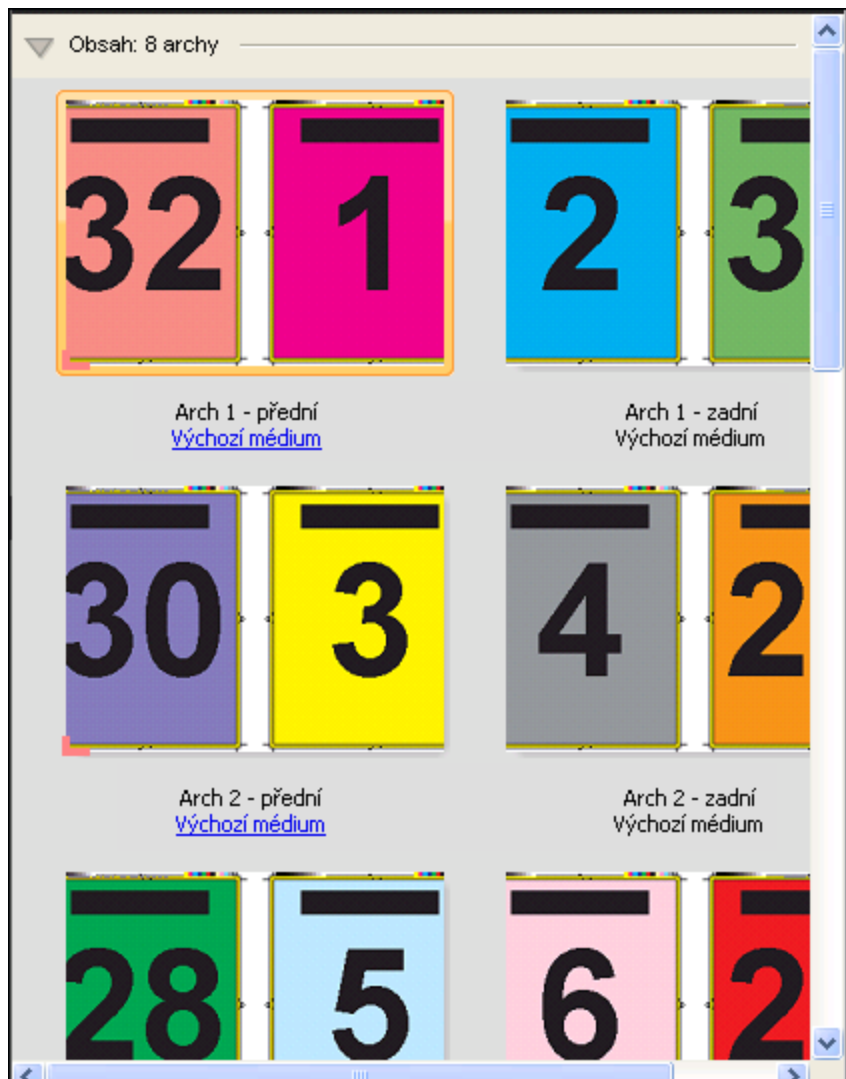 Obsah: 8 archy
32 1 2 3
Arch 1 - přední Arch 1 - zadní
Výchozí médium Výchozí médium
30 3 4 2
Arch 2 - přední Arch 2 - zadní
Výchozí médium Výchozí médium
28 5 6 2